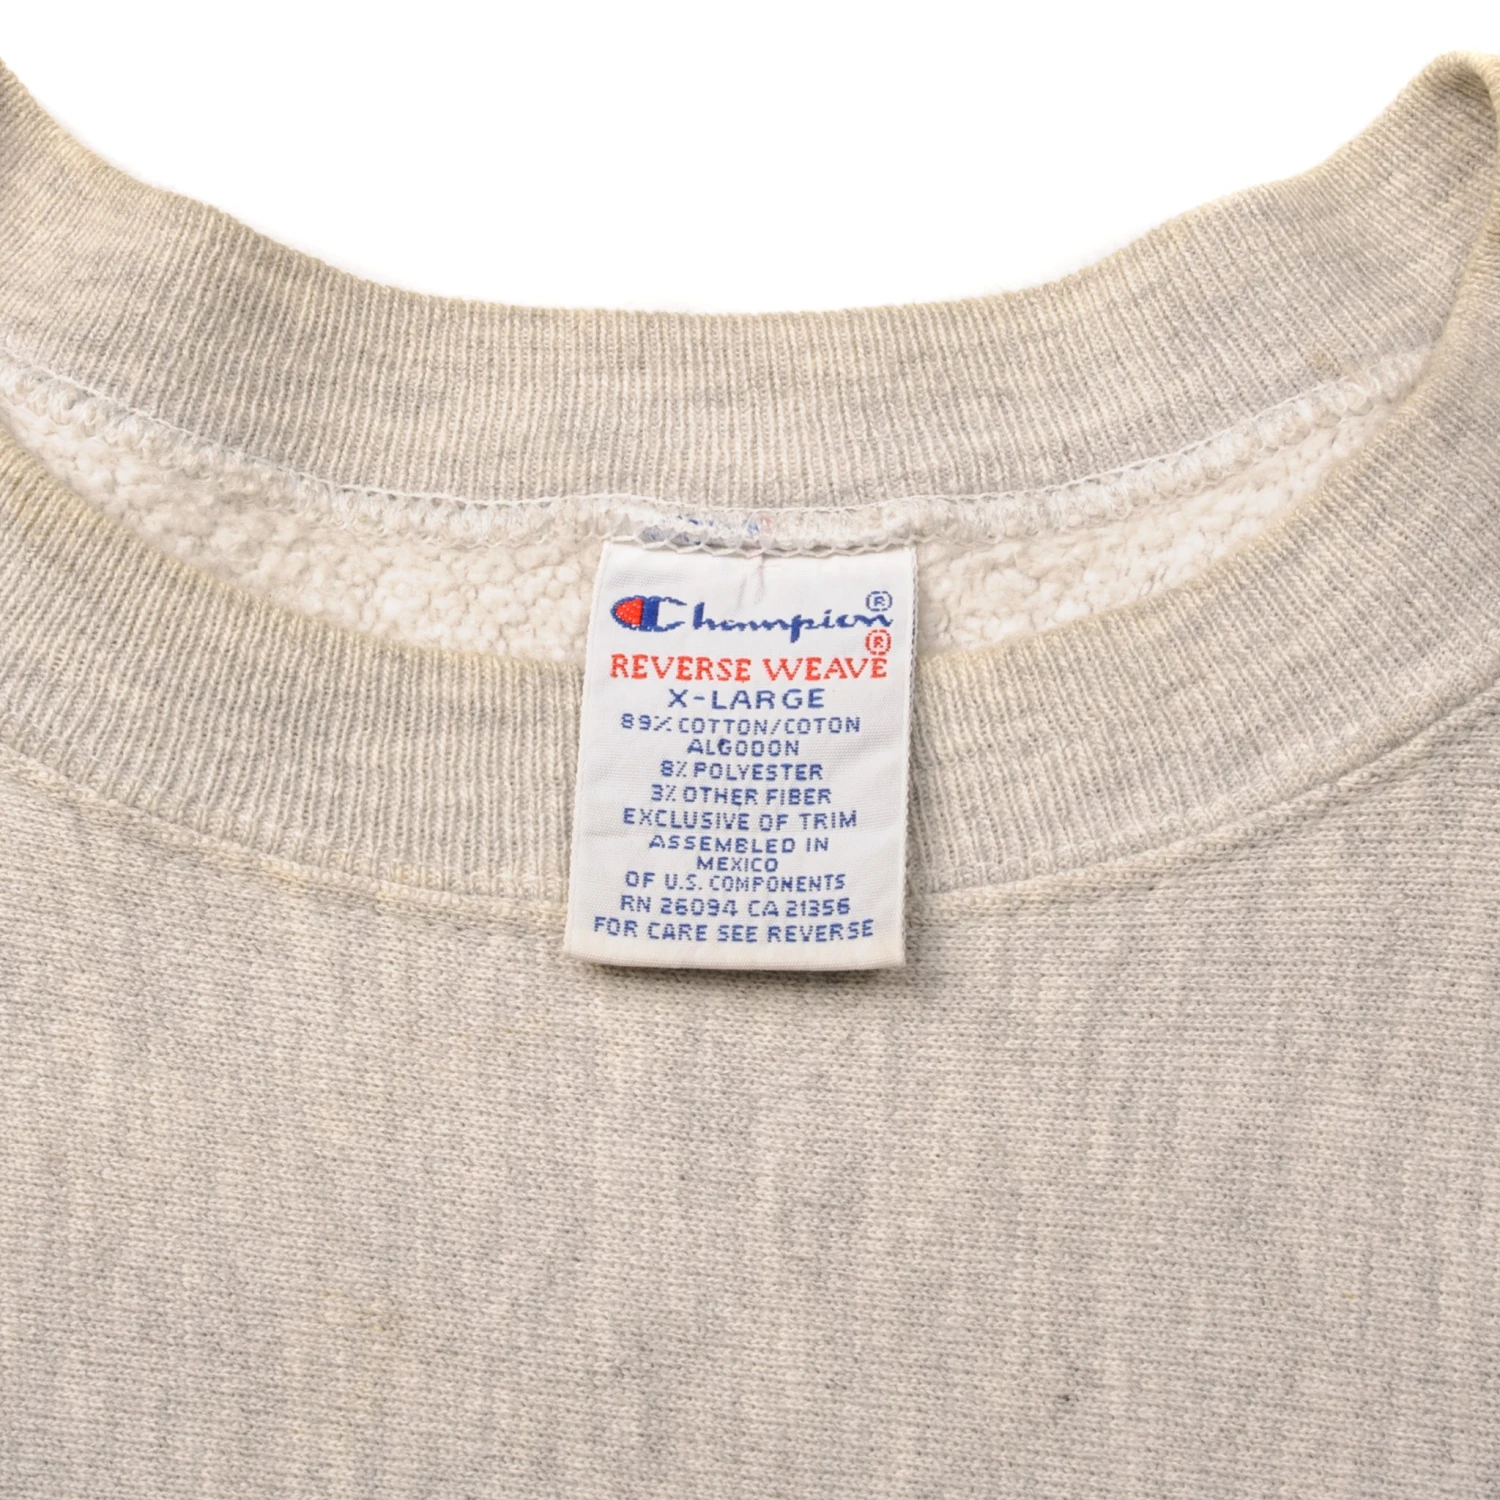 Champion®
REVERSE WEAVE®
X-LARGE
89% COTTON/COTON
ALGODON
8% POLYESTER
3% OTHER FIBER
EXCLUSIVE OF TRIM
ASSEMBLED IN
MEXICO
OF U.S. COMPONENTS
RN 26094 CA 21356
FOR CARE SEE REVERSE